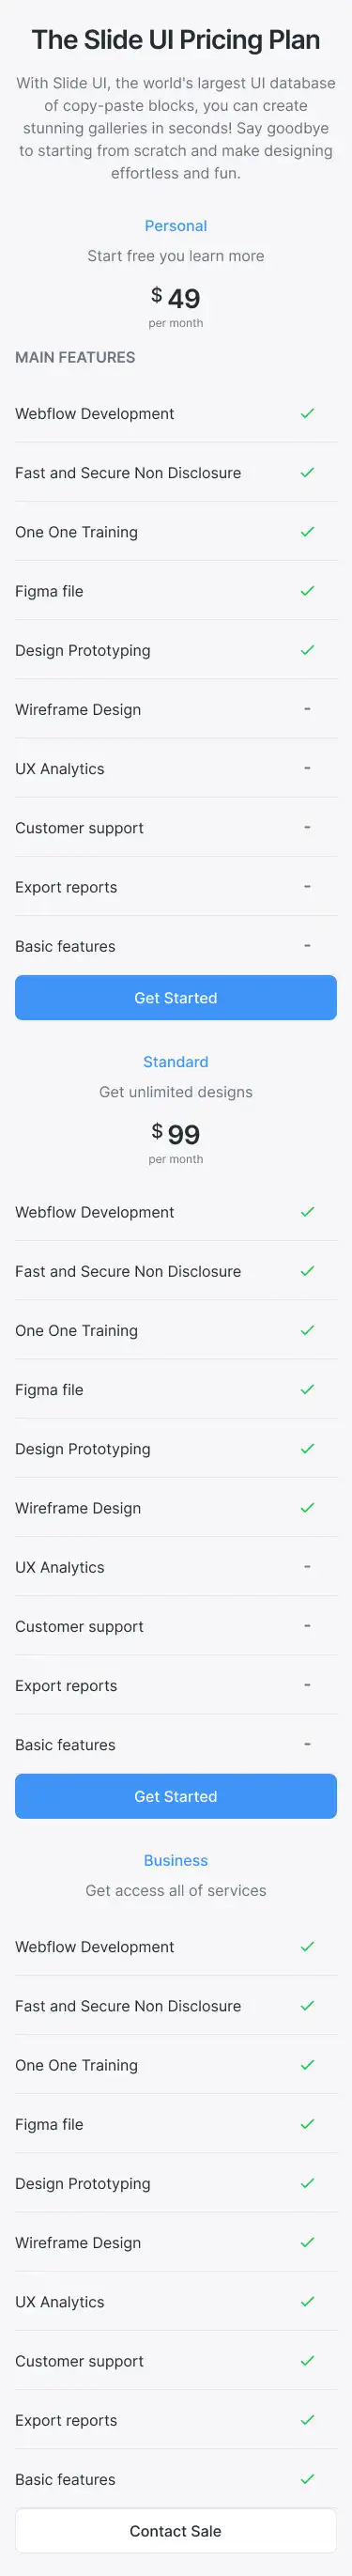 The Slide UI Pricing Plan
With Slide UI, the world's largest UI database
of copy-paste blocks, you can create
stunning galleries in seconds! Say goodbye
to starting from scratch and make designing
effortless and fun.
Personal
Start free you learn more
$ 49
per month
MAIN FEATURES
Webflow Development
Fast and Secure Non Disclosure
One One Training
Figma file
Design Prototyping
Wireframe Design -
UX Analytics -
Customer support -
Export reports -
Basic features -
Get Started
Standard
Get unlimited designs
$ 99
per month
Webflow Development
Fast and Secure Non Disclosure
One One Training
Figma file
Design Prototyping
Wireframe Design
UX Analytics -
Customer support -
Export reports -
Basic features -
Get Started
Business
Get access all of services
Webflow Development
Fast and Secure Non Disclosure
One One Training
Figma file
Design Prototyping
Wireframe Design
UX Analytics
Customer support
Export reports
Basic features
Contact Sale